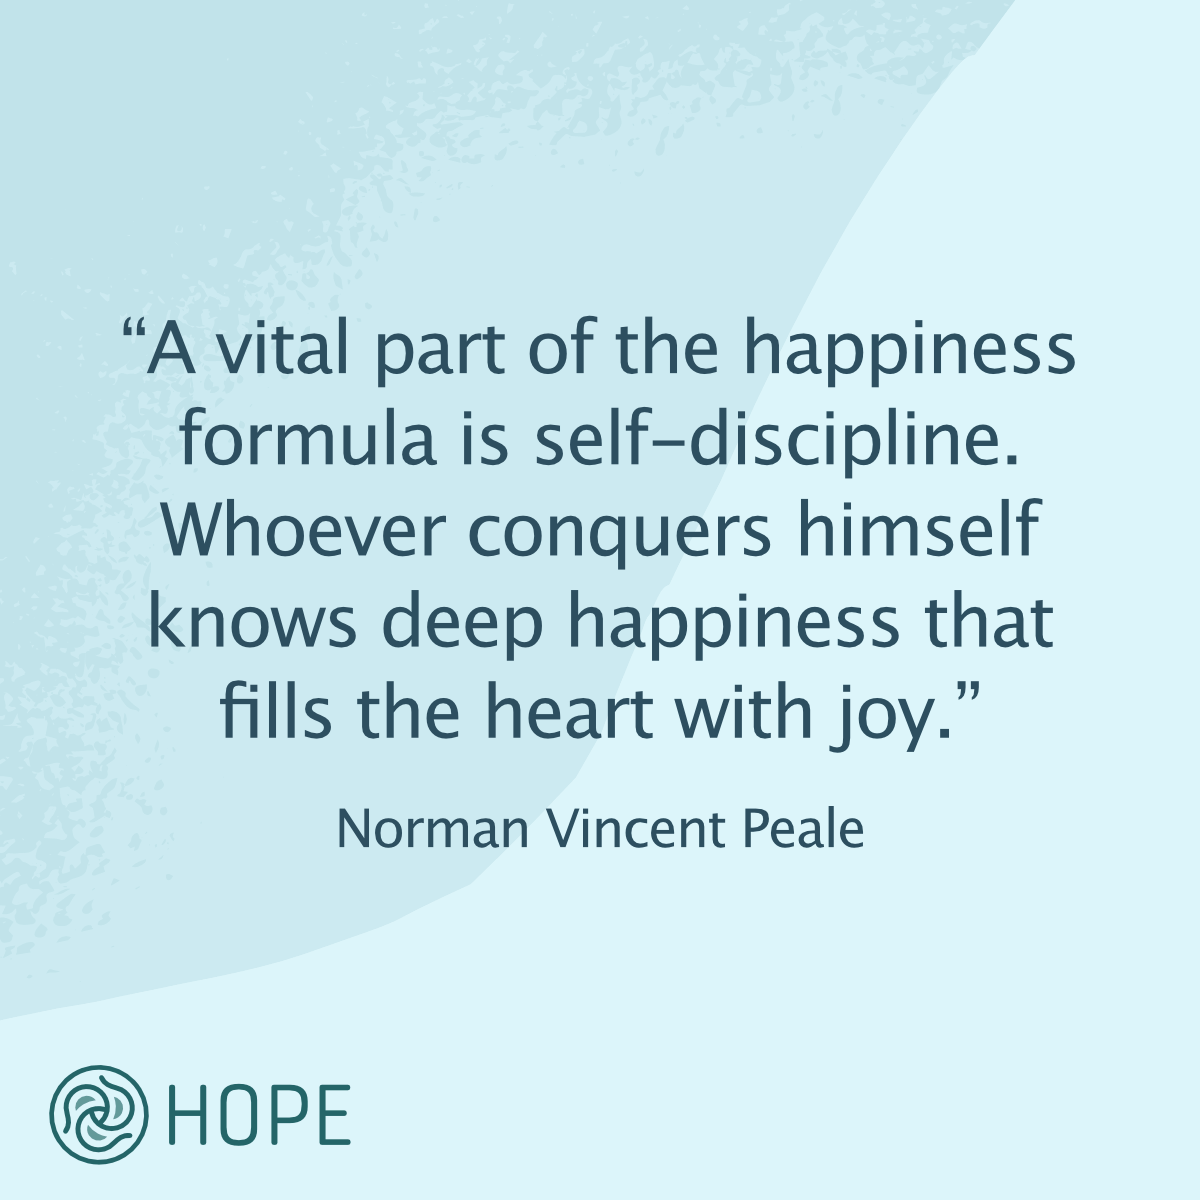 “A vital part of the happiness
formula is self–discipline.
Whoever conquers himself
knows deep happiness that
fills the heart with joy.”
Norman Vincent Peale
HOPE